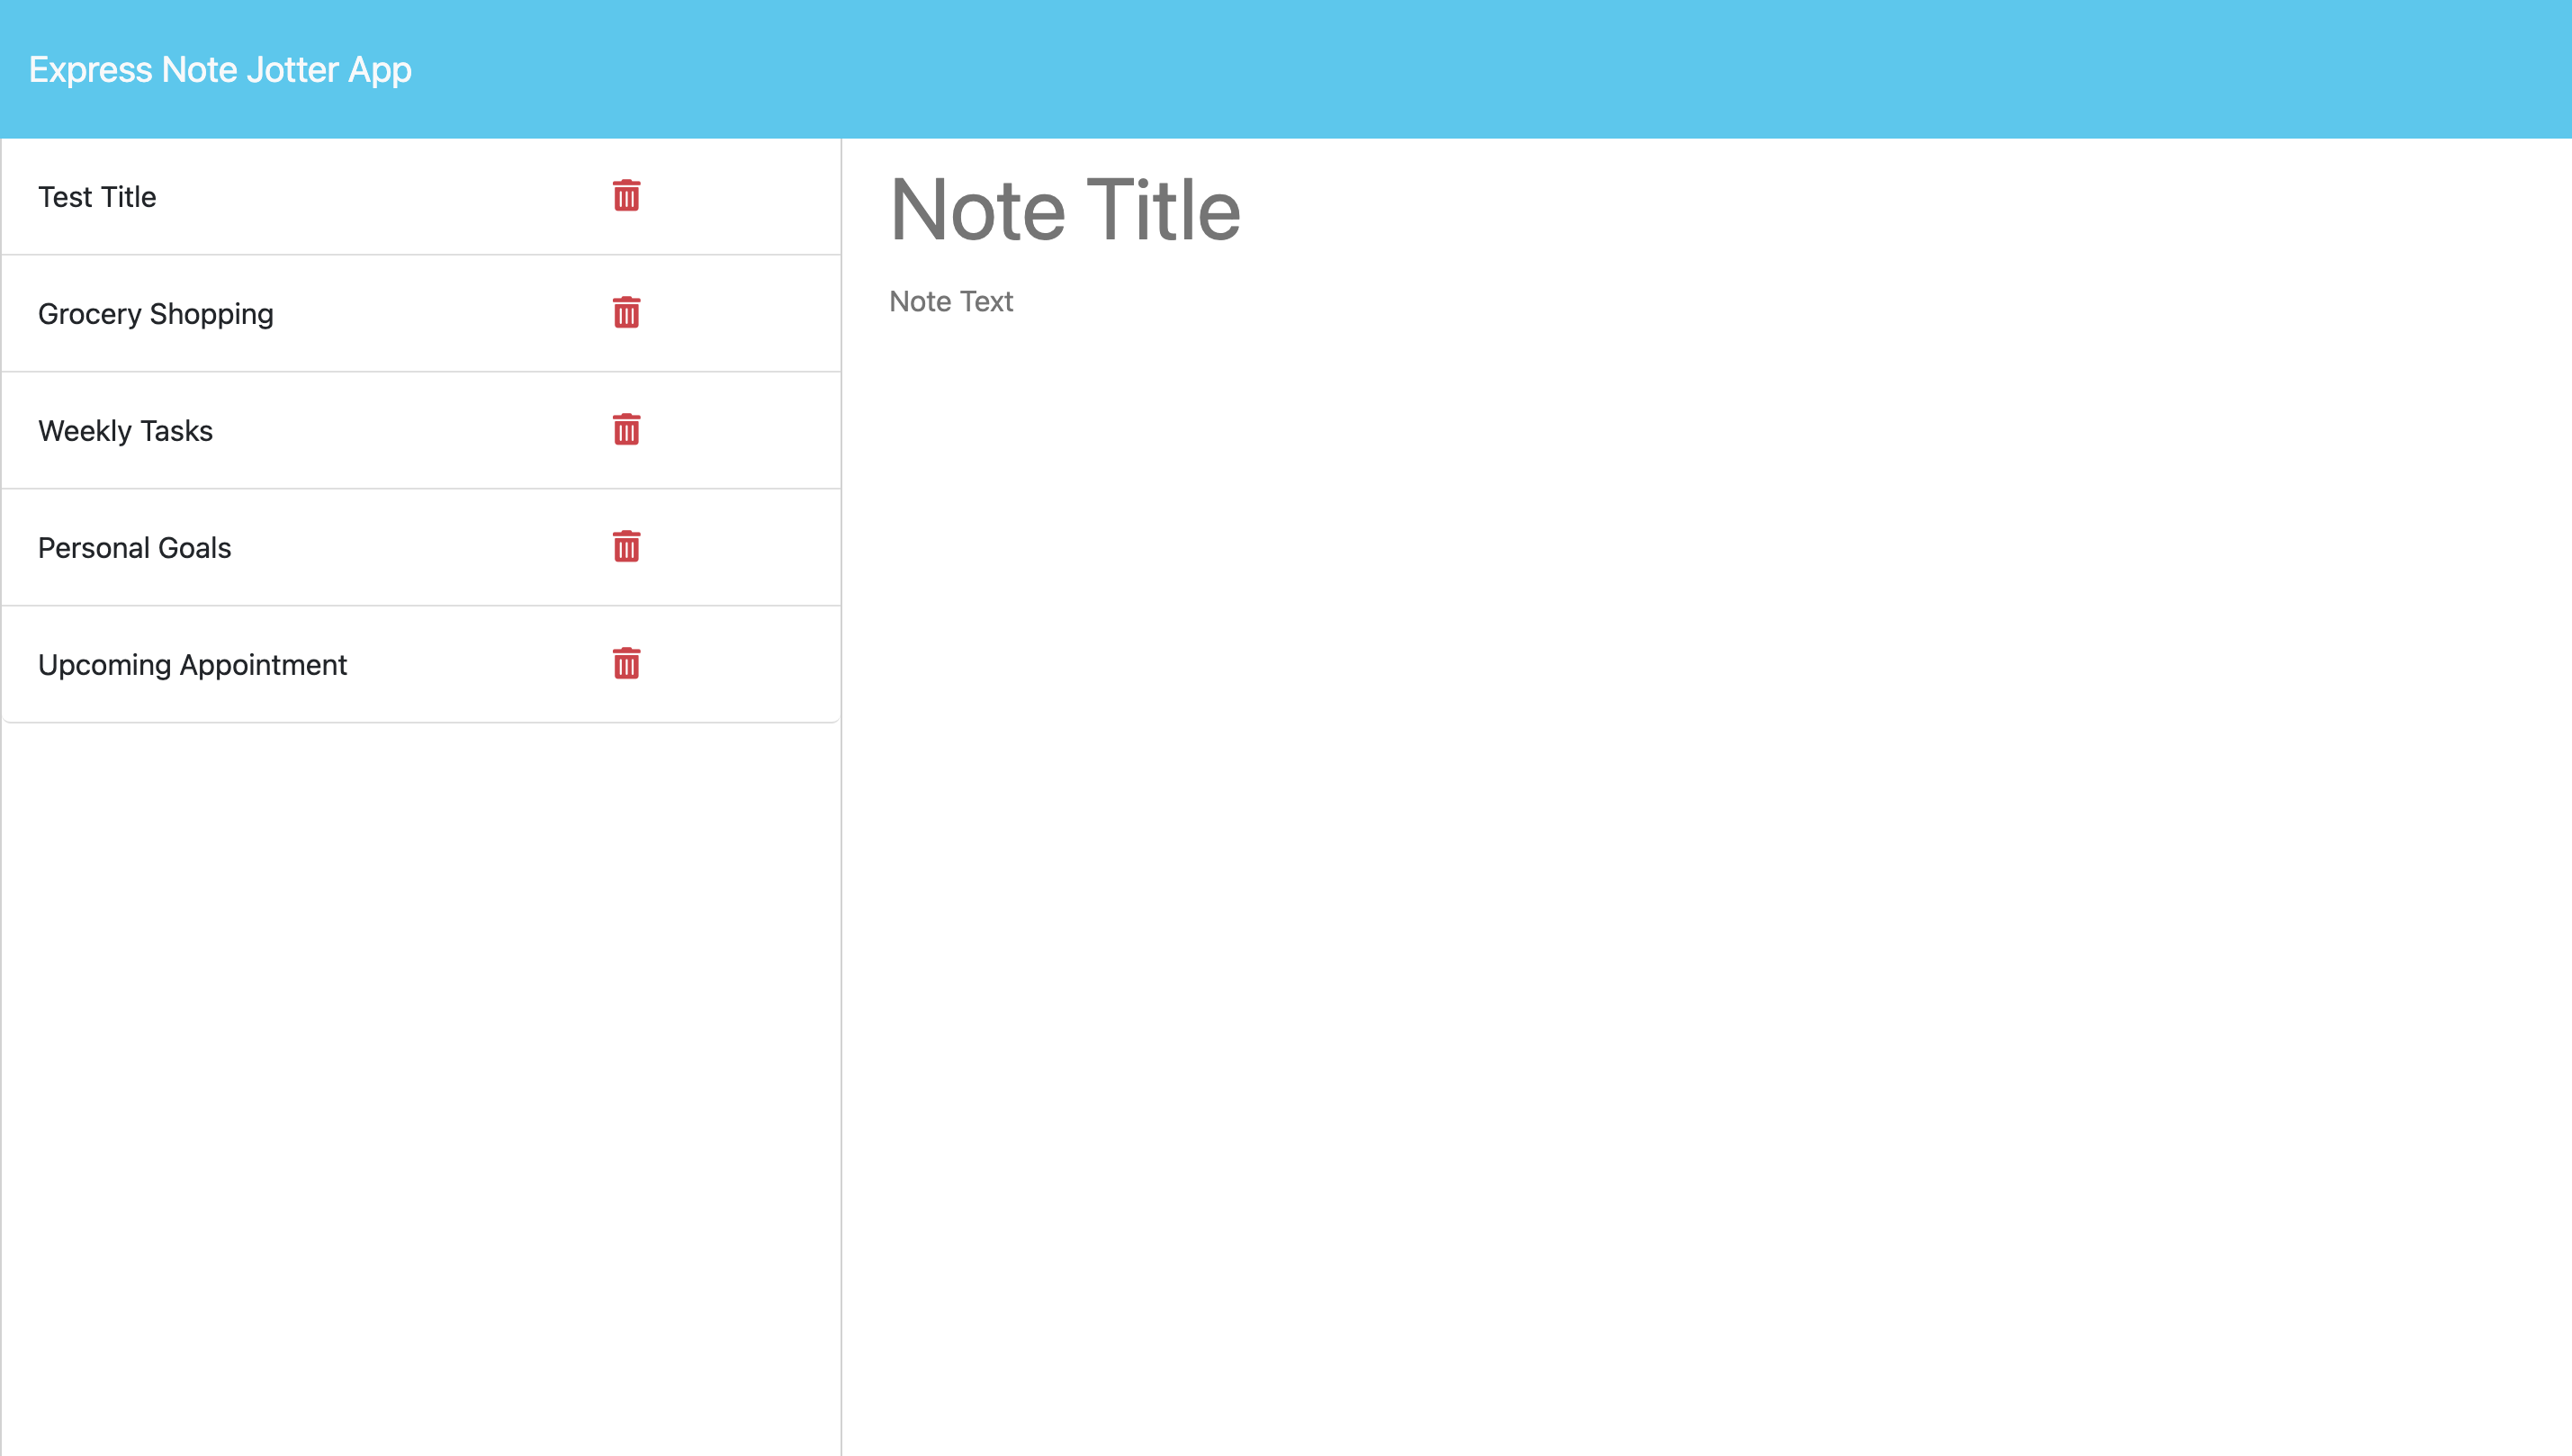 Express Note Jotter App
Test Title
Grocery Shopping
Weekly Tasks
Personal Goals
Upcoming Appointment
Note Title
Note Text